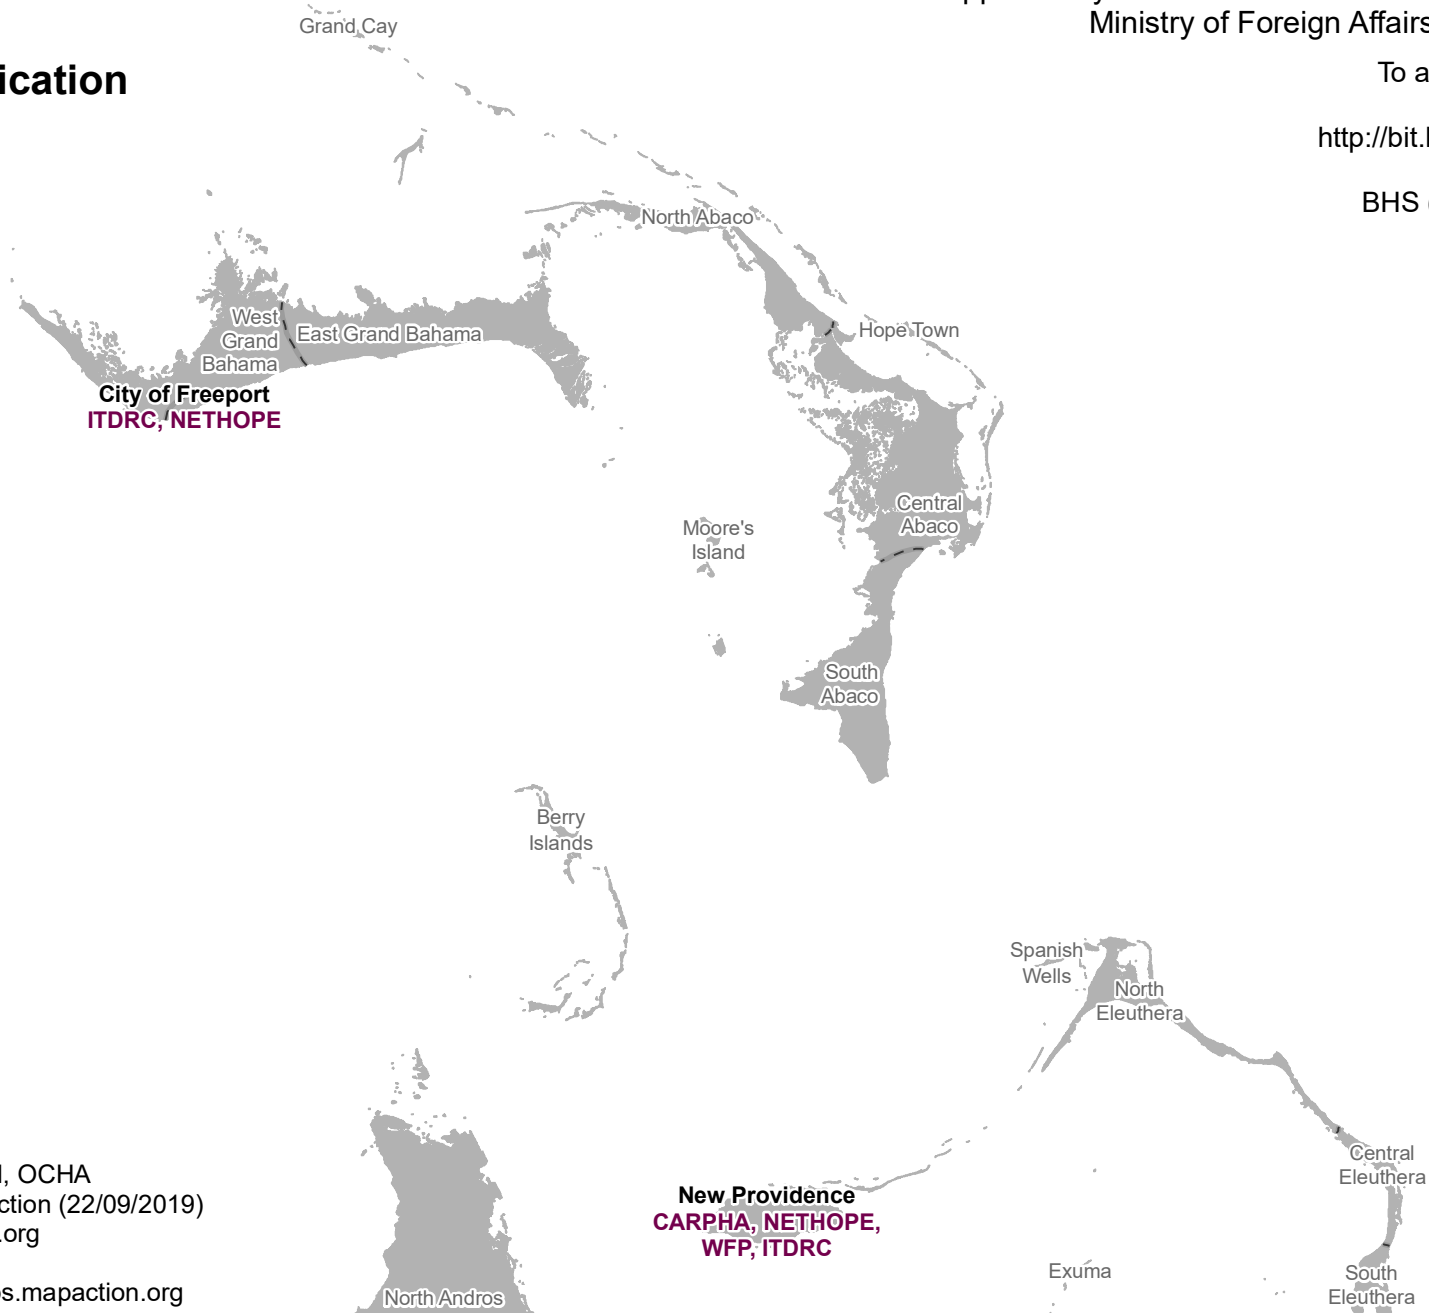 Grand Cay
Ministry of Foreign Affairs
ication
To a
http://bit.
BHS
North Abaco
West
Grand
Bahama
East Grand Bahama
Hope Town
City of Freeport
ITDRC, NETHOPE
Central
Abaco
Moore's
Island
South
Abaco
Berry
Islands
Spanish
Wells
North
Eleuthera
Central
Eleuthera
, OCHA
ction (22/09/2019)
.org
s.mapaction.org
New Providence
CARPHA, NETHOPE,
WFP, ITDRC
Exuma
South
Eleuthera
North Andros